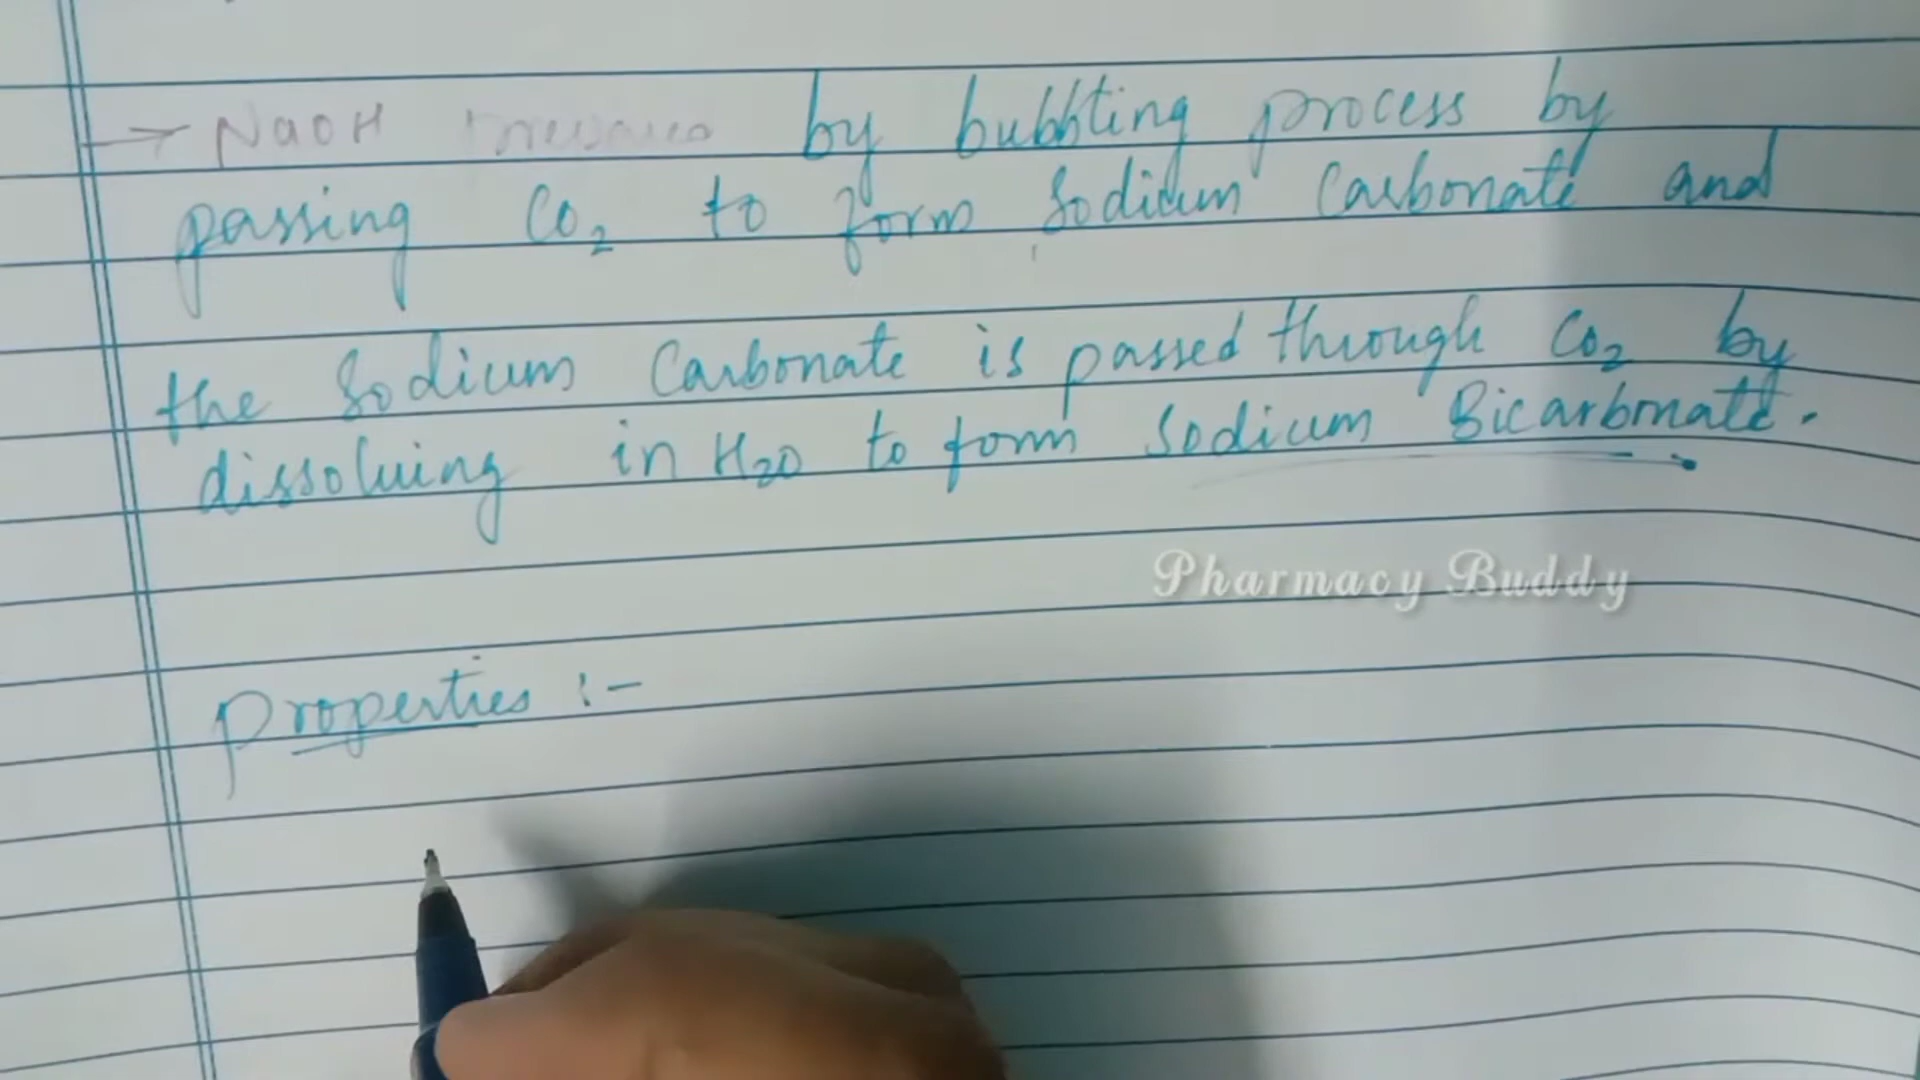 → NaOH by bubbling process by
passing CO2 to form Sodium Carbonate and
the Sodium Carbonate is passed through CO2 by
dissolving in H2O to form Sodium Bicarbonate.
Pharmacy Buddy
Properties :-